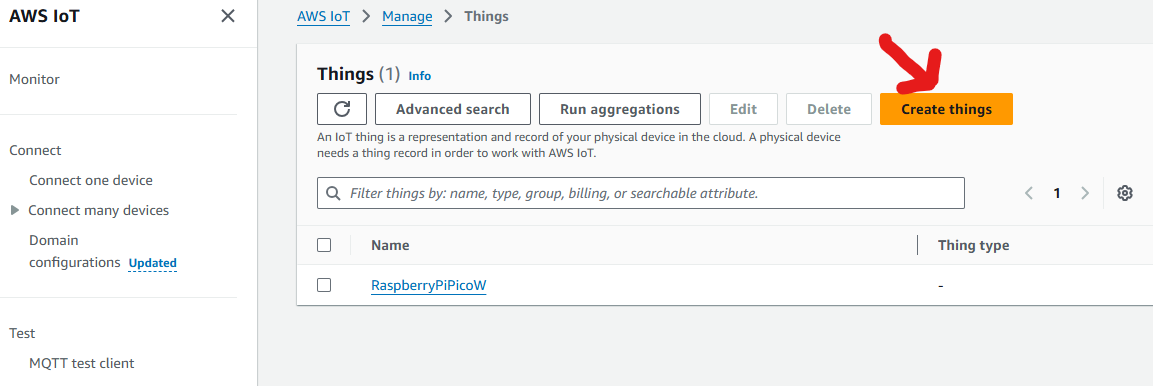 AWS IoT
Monitor
Connect
Connect one device
Connect many devices
Domain
configurations Updated
Test
MQTT test client
AWS IoT > Manage > Things
Things (1) Info
Advanced search Run aggregations Edit Delete Create things
An IoT thing is a representation and record of your physical device in the cloud. A physical device
needs a thing record in order to work with AWS IoT.
Filter things by: name, type, group, billing, or searchable attribute.
1
Name Thing type
RaspberryPiPicoW -